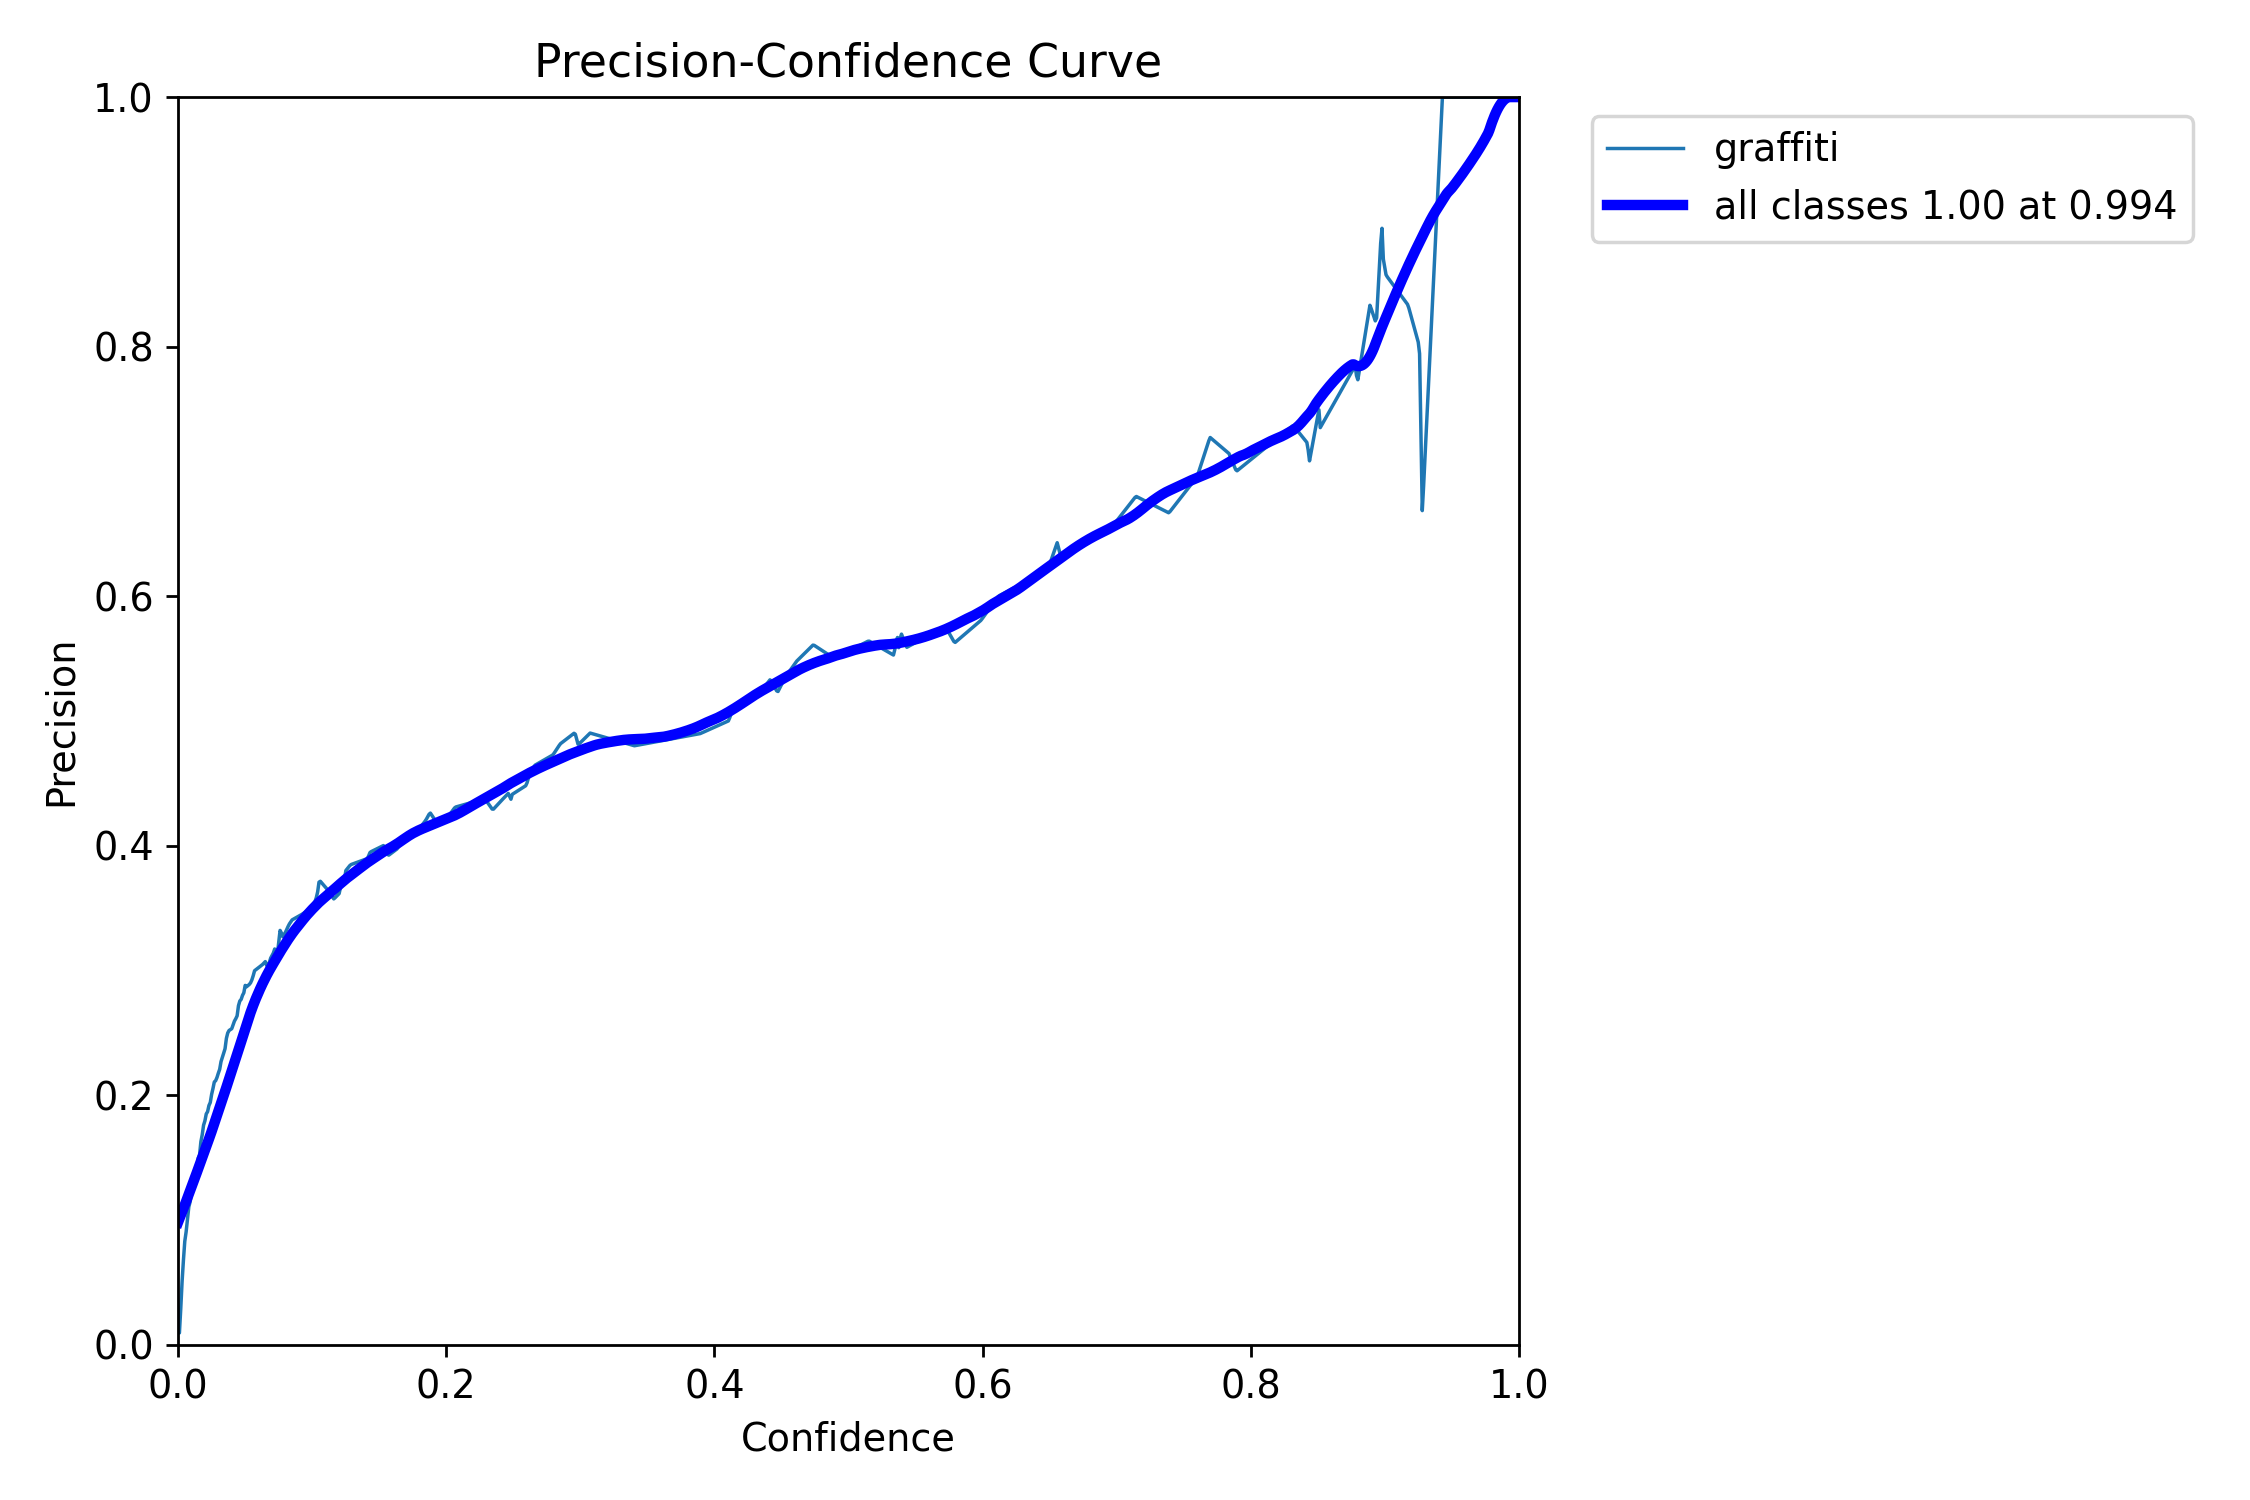 Precision-Confidence Curve
1.0
0.8
0.6
0.4
0.2
0.0
Precision
0.0 0.2 0.4 0.6 0.8 1.0
Confidence
graffiti
all classes 1.00 at 0.994